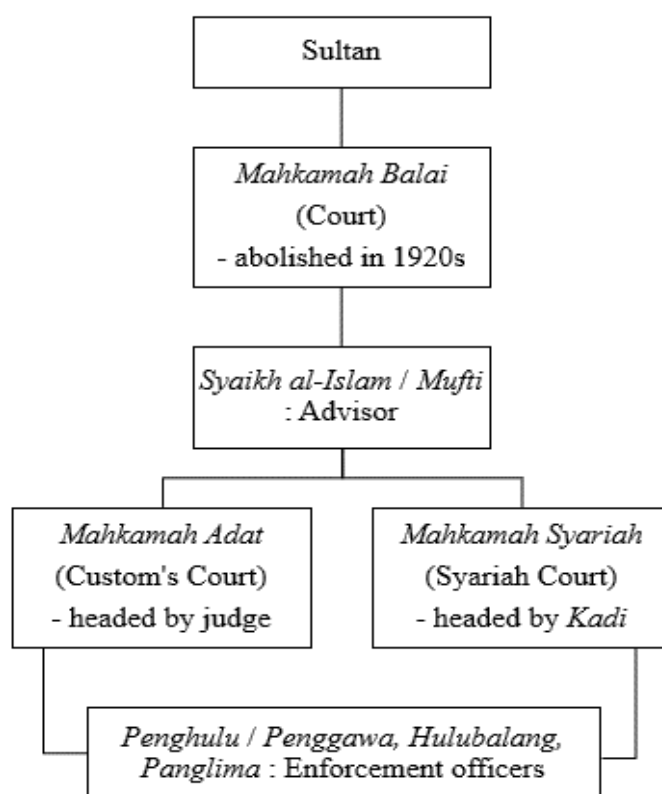 Sultan
Mahkamah Balai
(Court)
- abolished in 1920s
Syaikh al-Islam / Mufti
: Advisor
Mahkamah Adat
(Custom's Court)
- headed by judge
Mahkamah Syariah
(Syariah Court)
- headed by Kadi
Penghulu / Penggawa, Hulubalang,
Panglima : Enforcement officers